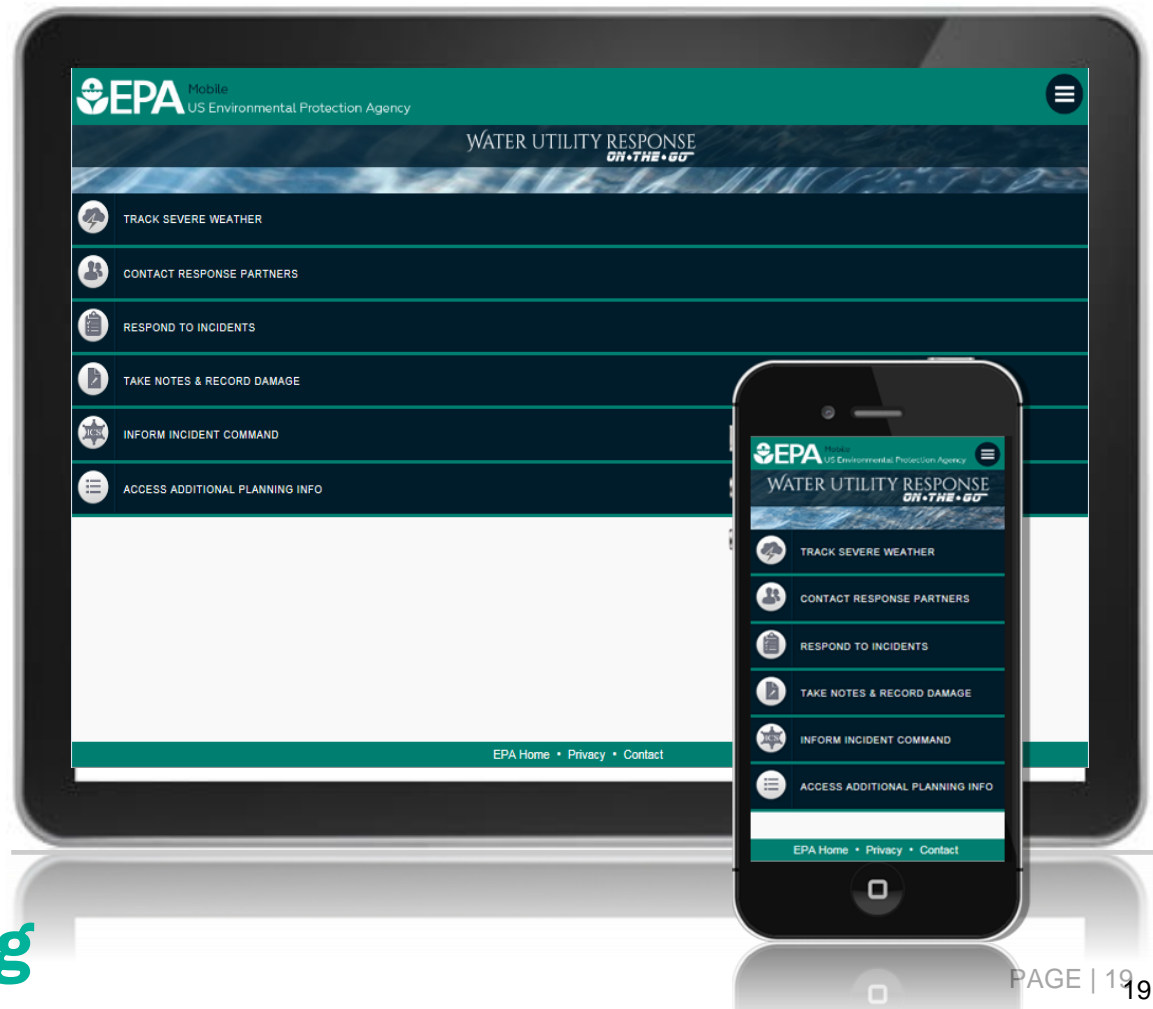 EPA Mobile
US Environmental Protection Agency
WATER UTILITY RESPONSE
ON•THE•GO
TRACK SEVERE WEATHER
CONTACT RESPONSE PARTNERS
RESPOND TO INCIDENTS
TAKE NOTES & RECORD DAMAGE
ICS
INFORM INCIDENT COMMAND
ACCESS ADDITIONAL PLANNING INFO
EPA Home • Privacy • Contact
EPA Mobile
US Environmental Protection Agency
WATER UTILITY RESPONSE
ON•THE•GO
TRACK SEVERE WEATHER
CONTACT RESPONSE PARTNERS
RESPOND TO INCIDENTS
TAKE NOTES & RECORD DAMAGE
ICS
INFORM INCIDENT COMMAND
ACCESS ADDITIONAL PLANNING INFO
EPA Home • Privacy • Contact
g
PAGE | 19
19